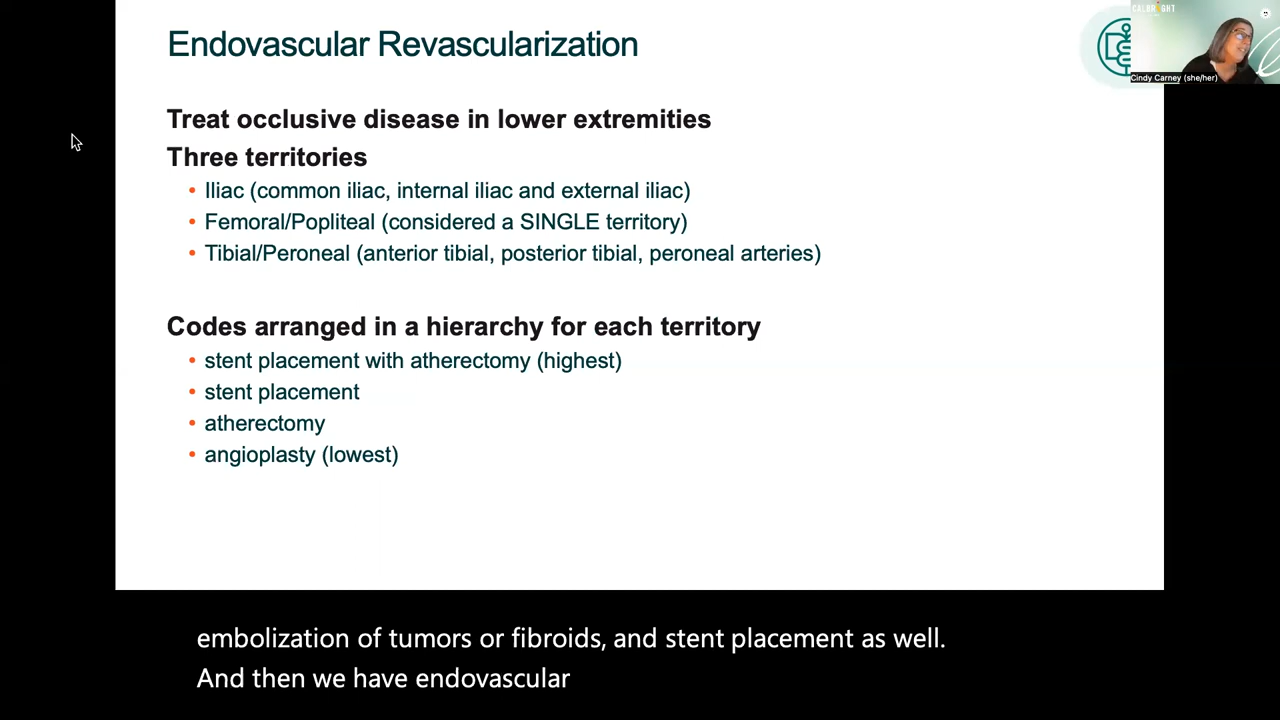 Endovascular Revascularization
CALBRIGHT
Cindy Carney (she/her)
Treat occlusive disease in lower extremities
Three territories
• Iliac (common iliac, internal iliac and external iliac)
• Femoral/Popliteal (considered a SINGLE territory)
• Tibial/Peroneal (anterior tibial, posterior tibial, peroneal arteries)
Codes arranged in a hierarchy for each territory
• stent placement with atherectomy (highest)
• stent placement
• atherectomy
• angioplasty (lowest)
embolization of tumors or fibroids, and stent placement as well.
And then we have endovascular